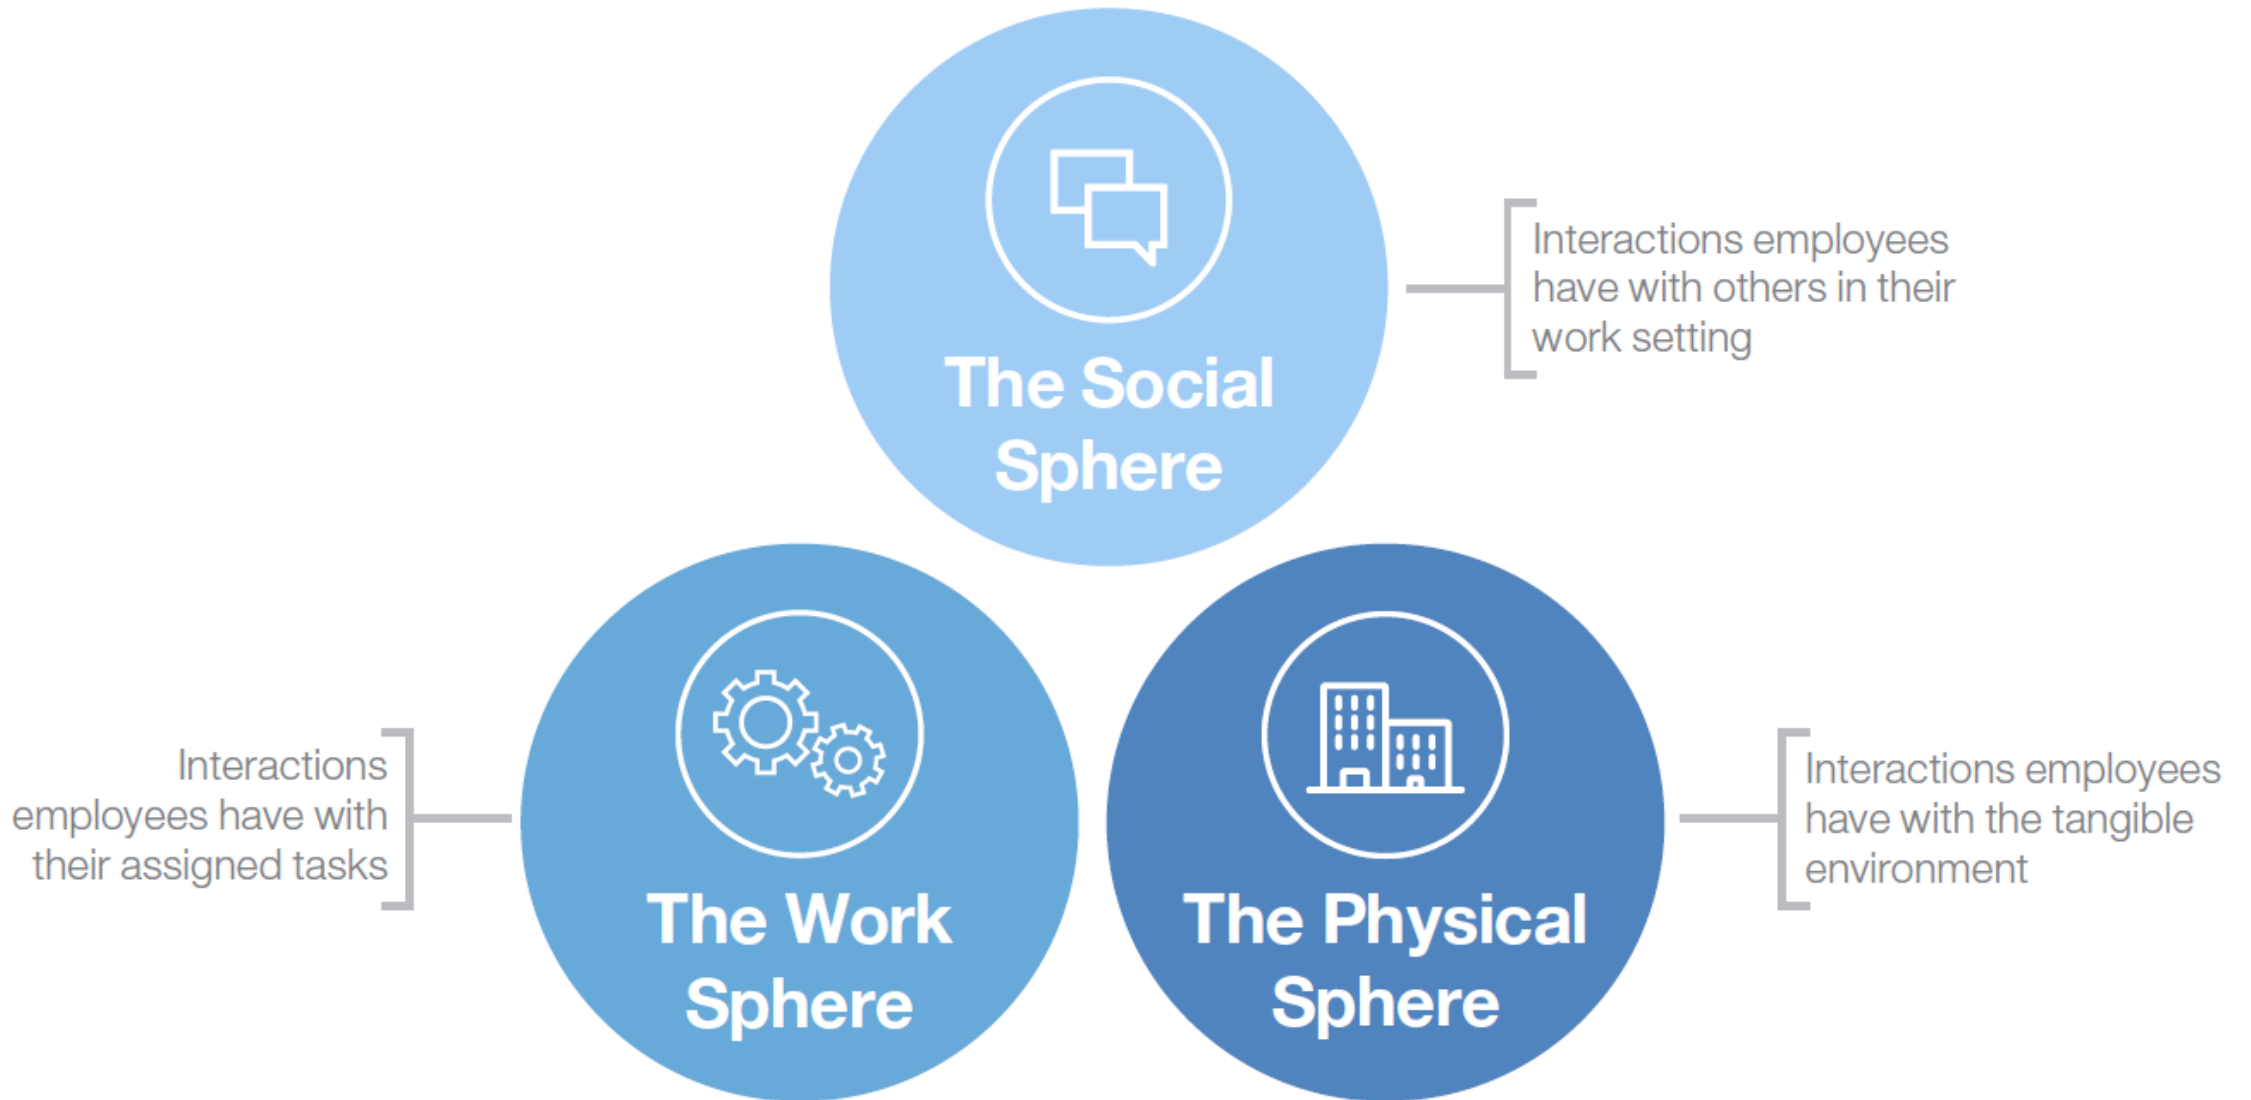 The Social
Sphere
Interactions employees
have with others in their
work setting
Interactions
employees have with
their assigned tasks
The Work
Sphere
The Physical
Sphere
Interactions employees
have with the tangible
environment